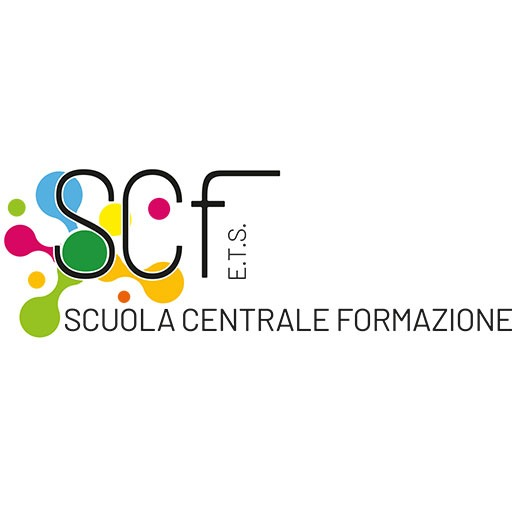 SCf
E.T.S.
SCUOLA CENTRALE FORMAZIONE